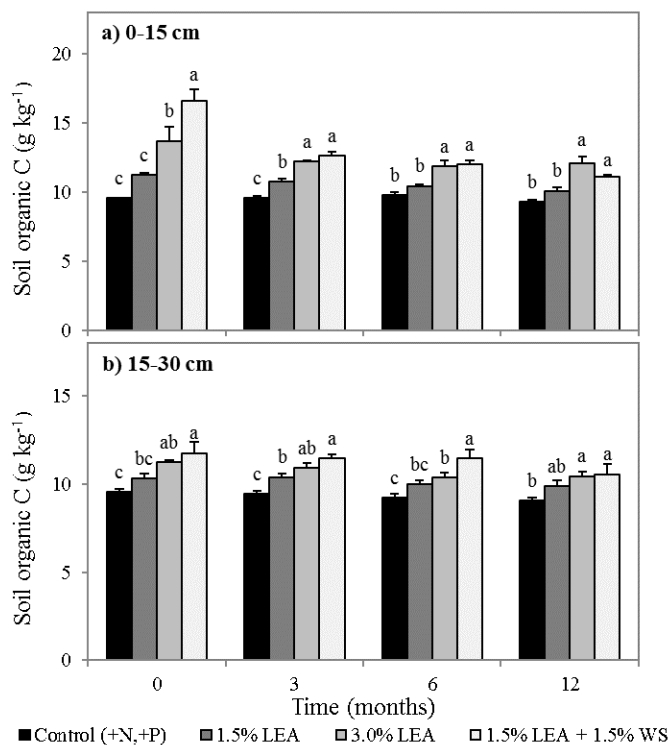 a) 0-15 cm
20
15
10
5
0
Soil organic C (g kg⁻¹)
c c b a
c b a a
b b a a
b b a a
b) 15-30 cm
15
10
5
0
Soil organic C (g kg⁻¹)
c bc ab a
c b ab a
c bc b a
b ab a a
0 3 6 12
Time (months)
Control (+N,+P) 1.5% LEA 3.0% LEA 1.5% LEA + 1.5% WS